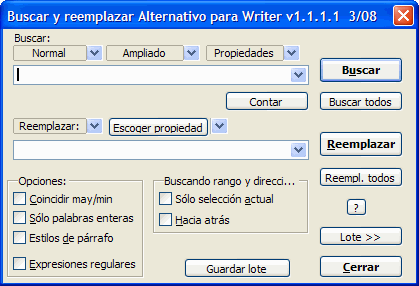 Buscar y reemplazar Alternativo para Writer v1.1.1.1  3/08
Buscar:
Normal Ampliado Propiedades
Buscar
Contar Buscar todos
Reemplazar: Escoger propiedad
Reemplazar
Opciones: Buscando rango y direcci...
Reempl. todos
Coincidir may/min Sólo selección actual
Sólo palabras enteras Hacia atrás
?
Estilos de párrafo
Lote >>
Expresiones regulares Guardar lote Cerrar